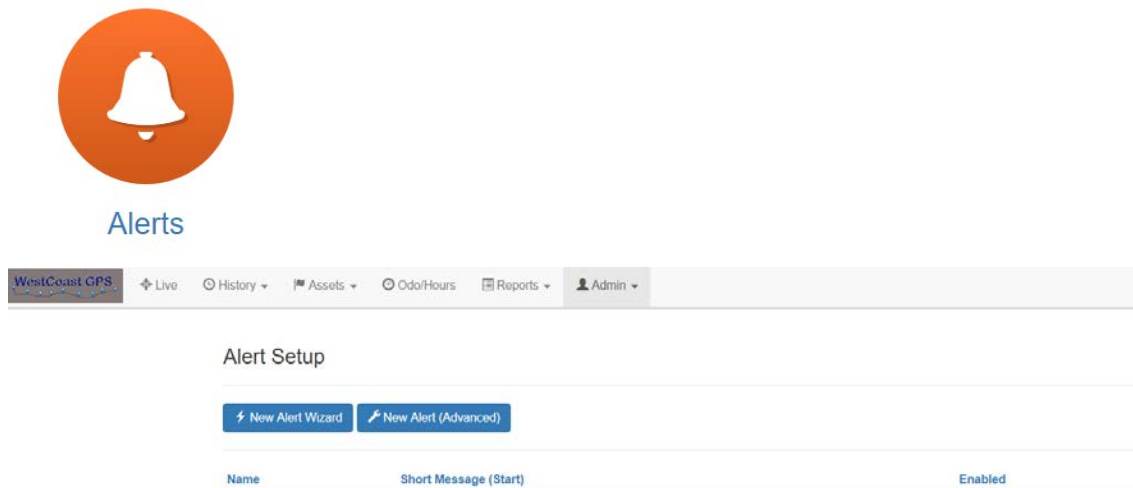 Alerts
WestCoast GPS Live History Assets Odo/Hours Reports Admin
Alert Setup
New Alert Wizard New Alert (Advanced)
Name Short Message (Start) Enabled